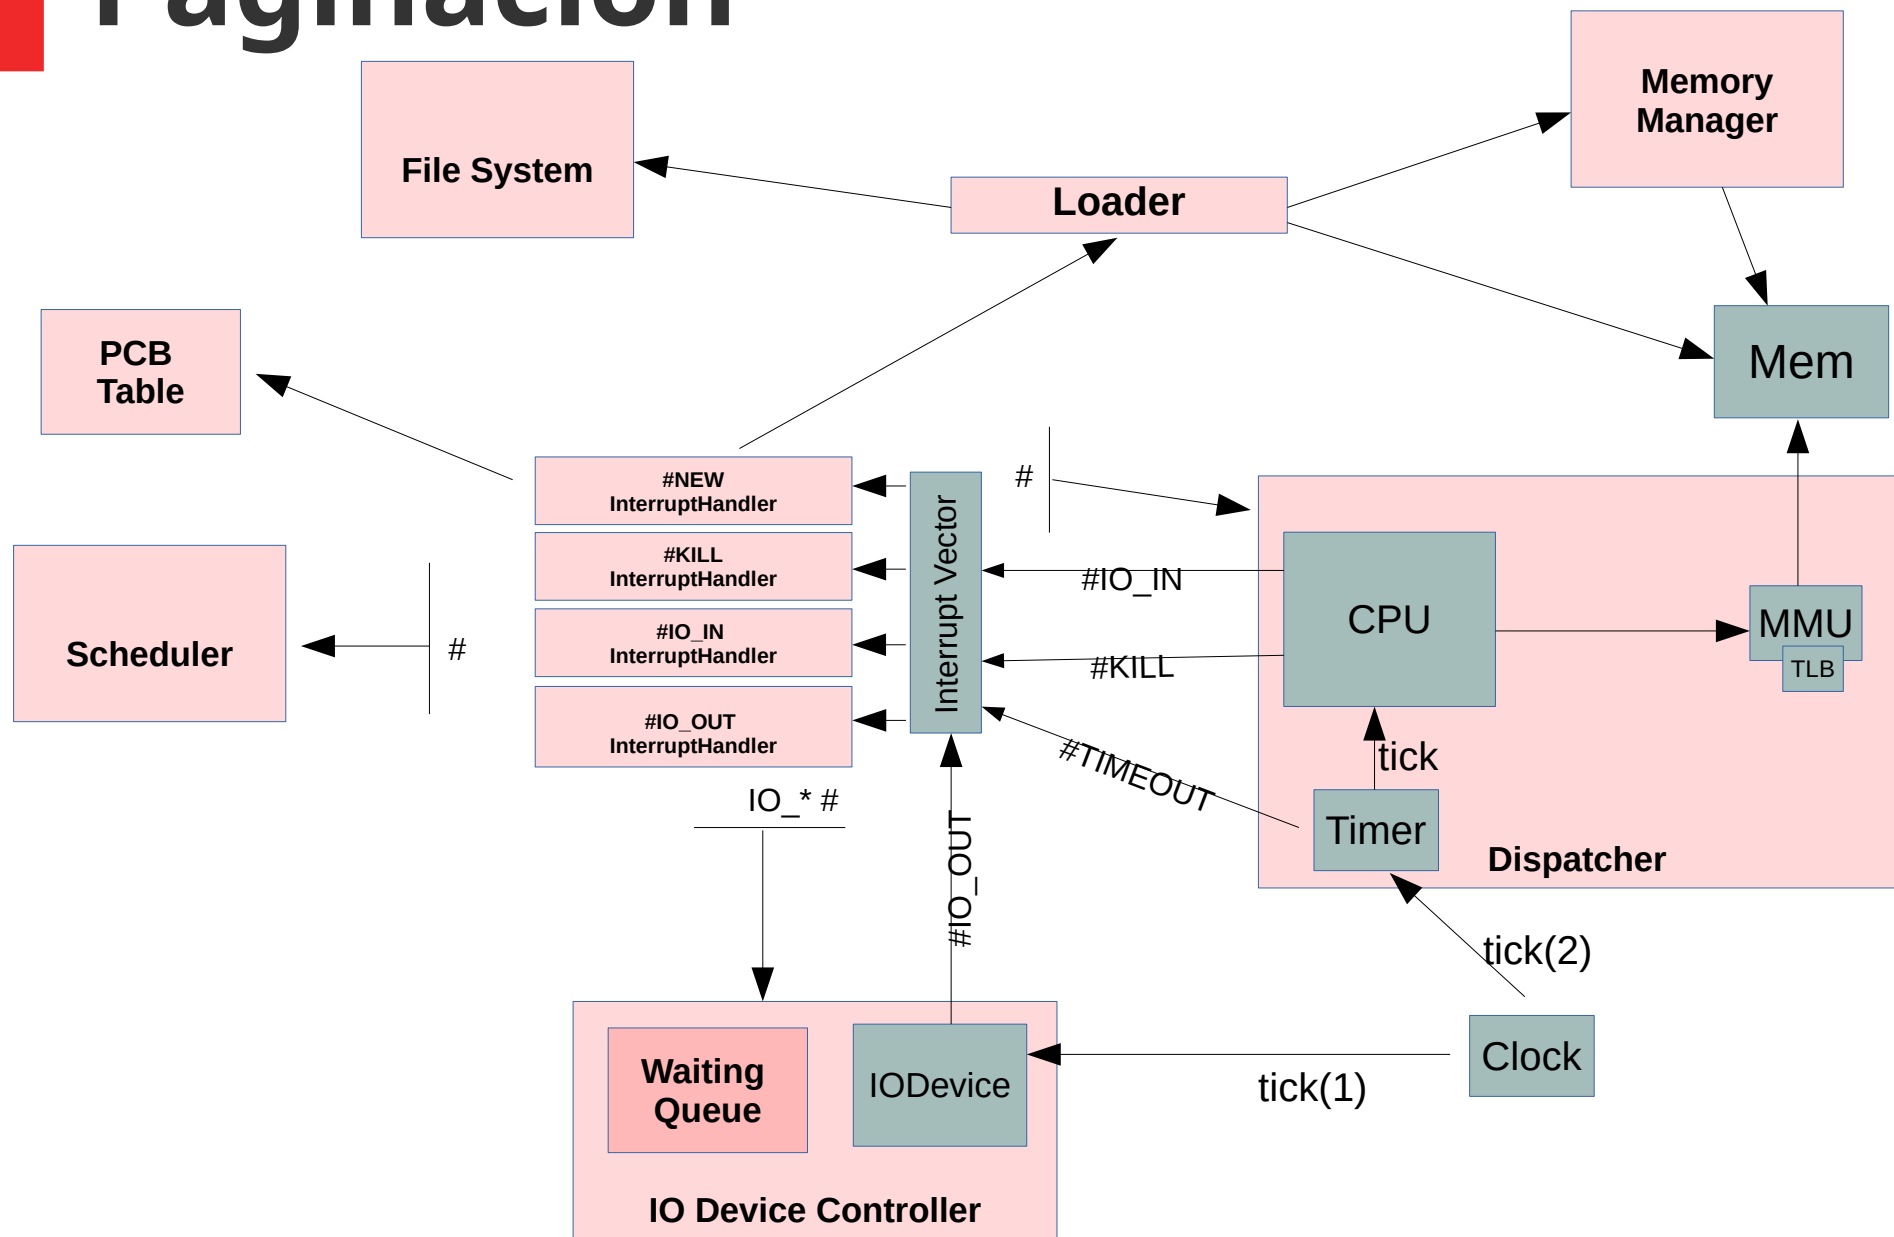 Paginación
Memory
Manager
File System
Loader
PCB
Table
Mem
#NEW
InterruptHandler
#
#KILL
InterruptHandler
Interrupt Vector
#IO_IN
CPU
MMU
TLB
#IO_IN
InterruptHandler
Scheduler
#
#KILL
#IO_OUT
InterruptHandler
#TIMEOUT
tick
IO_* #
Timer
Dispatcher
#IO_OUT
tick(2)
Waiting
Queue
IODevice
Clock
tick(1)
IO Device Controller